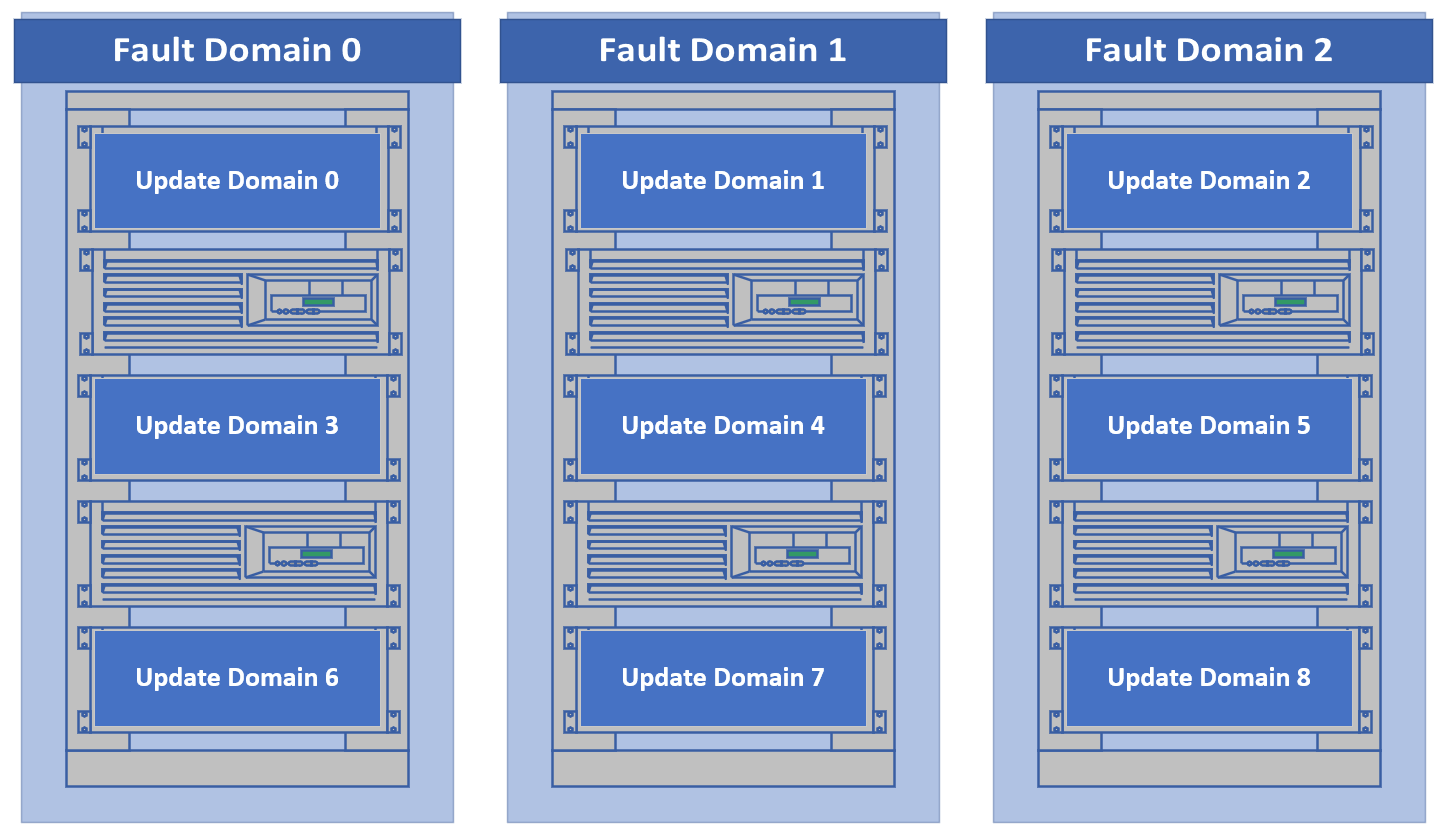 Fault Domain 0
Fault Domain 1
Fault Domain 2
Update Domain 0
Update Domain 1
Update Domain 2
Update Domain 3
Update Domain 4
Update Domain 5
Update Domain 6
Update Domain 7
Update Domain 8